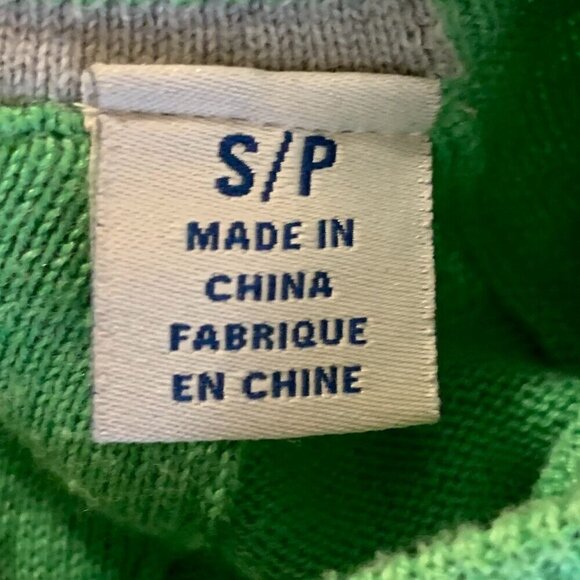 S/P
MADE IN
CHINA
FABRIQUE
EN CHINE